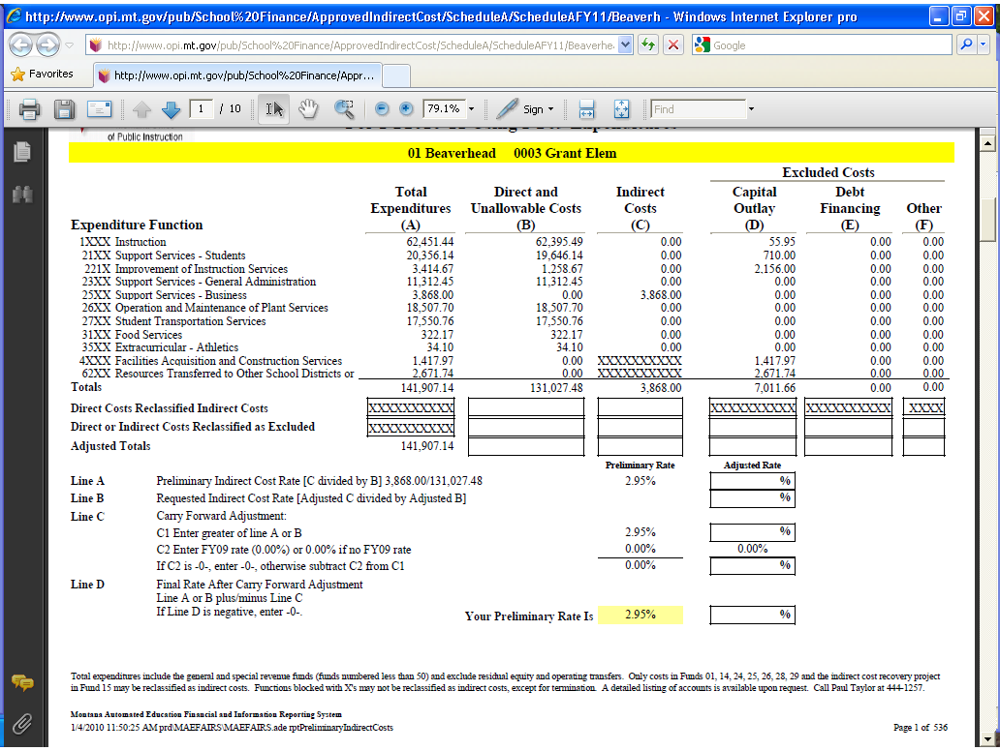 http://www.opi.mt.gov/pub/School%20Finance/ApprovedIndirectCost/ScheduleA/ScheduleAFY11/Beaverh - Windows Internet Explorer pro
http://www.opi.mt.gov/pub/School%20Finance/ApprovedIndirectCost/ScheduleA/ScheduleAFY11/Beaverhe.
Google
Favorites
http://www.opi.mt.gov/pub/School%20Finance/Appr...
1 / 10
79.1%
Sign
Find
of Public Instruction
01 Beaverhead 0003 Grant Elem
Excluded Costs
Total Direct and Indirect Capital Debt
Expenditures Unallowable Costs Costs Outlay Financing Other
Expenditure Function (A) (B) (C) (D) (E) (F)
1XXX Instruction 62,451.44 62,395.49 0.00 55.95 0.00 0.00
21XX Support Services - Students 20,356.14 19,646.14 0.00 710.00 0.00 0.00
221X Improvement of Instruction Services 3,414.67 1,258.67 0.00 2,156.00 0.00 0.00
23XX Support Services - General Administration 11,312.45 11,312.45 0.00 0.00 0.00 0.00
25XX Support Services - Business 3,868.00 0.00 3,868.00 0.00 0.00 0.00
26XX Operation and Maintenance of Plant Services 18,507.70 18,507.70 0.00 0.00 0.00 0.00
27XX Student Transportation Services 17,550.76 17,550.76 0.00 0.00 0.00 0.00
31XX Food Services 322.17 322.17 0.00 0.00 0.00 0.00
35XX Extracurricular - Athletics 34.10 34.10 0.00 0.00 0.00 0.00
4XXX Facilities Acquisition and Construction Services 1,417.97 0.00 XXXXXXXXXX 1,417.97 0.00 0.00
62XX Resources Transferred to Other School Districts or 2,671.74 0.00 XXXXXXXXXX 2,671.74 0.00 0.00
Totals 141,907.14 131,027.48 3,868.00 7,011.66 0.00 0.00
Direct Costs Reclassified Indirect Costs XXXXXXXXXX XXXXXXXXXX XXXXXXXXXX XXXX
Direct or Indirect Costs Reclassified as Excluded XXXXXXXXXX
Adjusted Totals 141,907.14
Preliminary Rate Adjusted Rate
Line A Preliminary Indirect Cost Rate [C divided by B] 3,868.00/131,027.48 2.95% %
Line B Requested Indirect Cost Rate [Adjusted C divided by Adjusted B] %
Line C Carry Forward Adjustment:
C1 Enter greater of line A or B 2.95% %
C2 Enter FY09 rate (0.00%) or 0.00% if no FY09 rate 0.00% 0.00%
If C2 is -0-, enter -0-, otherwise subtract C2 from C1 0.00% %
Line D Final Rate After Carry Forward Adjustment
Line A or B plus/minus Line C
If Line D is negative, enter -0-. Your Preliminary Rate Is 2.95% %
Total expenditures include the general and special revenue funds (funds numbered less than 50) and exclude residual equity and operating transfers. Only costs in Funds 01, 14, 24, 25, 26, 28, 29 and the indirect cost recovery project
in Fund 15 may be reclassified as indirect costs. Functions blocked with X's may not be reclassified as indirect costs, except for termination. A detailed listing of accounts is available upon request. Call Paul Taylor at 444-1257.
Montana Automated Education Financial and Information Reporting System
1/4/2010 11:50:25 AM prd\MAEFAIRS\MAEFAIRS.ade rptPreliminaryIndirectCosts Page 1 of 536